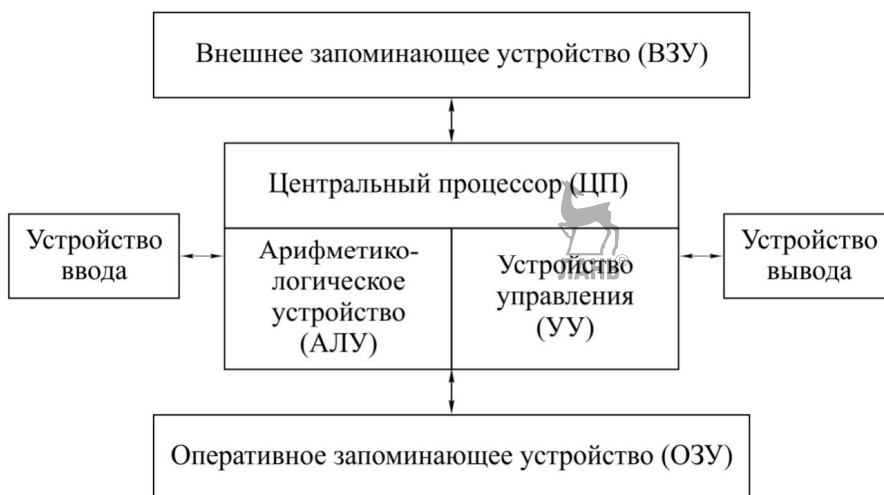 Внешнее запоминающее устройство (ВЗУ)
Центральный процессор (ЦП)
Устройство
ввода
Арифметико-
логическое
устройство
(АЛУ)
Устройство
управления
(УУ)
ЛАНЬ®
Устройство
вывода
Оперативное запоминающее устройство (ОЗУ)